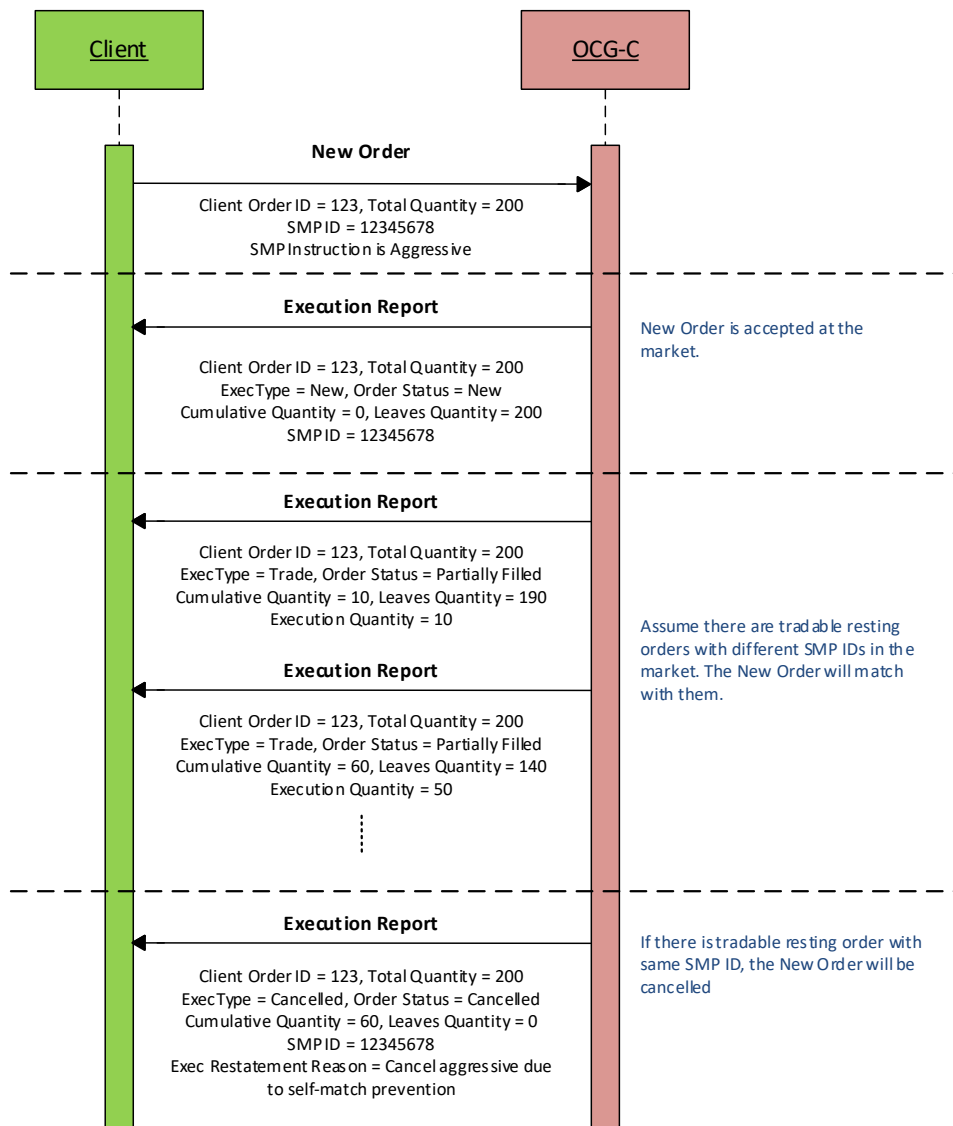 Client
OCG-C
New Order
Client Order ID = 123, Total Quantity = 200
SMP ID = 12345678
SMP Instruction is Aggressive
Execution Report
New Order is accepted at the
market.
Client Order ID = 123, Total Quantity = 200
ExecType = New, Order Status = New
Cumulative Quantity = 0, Leaves Quantity = 200
SMP ID = 12345678
Execution Report
Client Order ID = 123, Total Quantity = 200
ExecType = Trade, Order Status = Partially Filled
Cumulative Quantity = 10, Leaves Quantity = 190
Execution Quantity = 10
Assume there are tradable resting
orders with different SMP IDs in the
market. The New Order will match
with them.
Execution Report
Client Order ID = 123, Total Quantity = 200
ExecType = Trade, Order Status = Partially Filled
Cumulative Quantity = 60, Leaves Quantity = 140
Execution Quantity = 50
Execution Report
If there is tradable resting order with
same SMP ID, the New Order will be
cancelled
Client Order ID = 123, Total Quantity = 200
ExecType = Cancelled, Order Status = Cancelled
Cumulative Quantity = 60, Leaves Quantity = 0
SMP ID = 12345678
Exec Restatement Reason = Cancel aggressive due
to self-match prevention